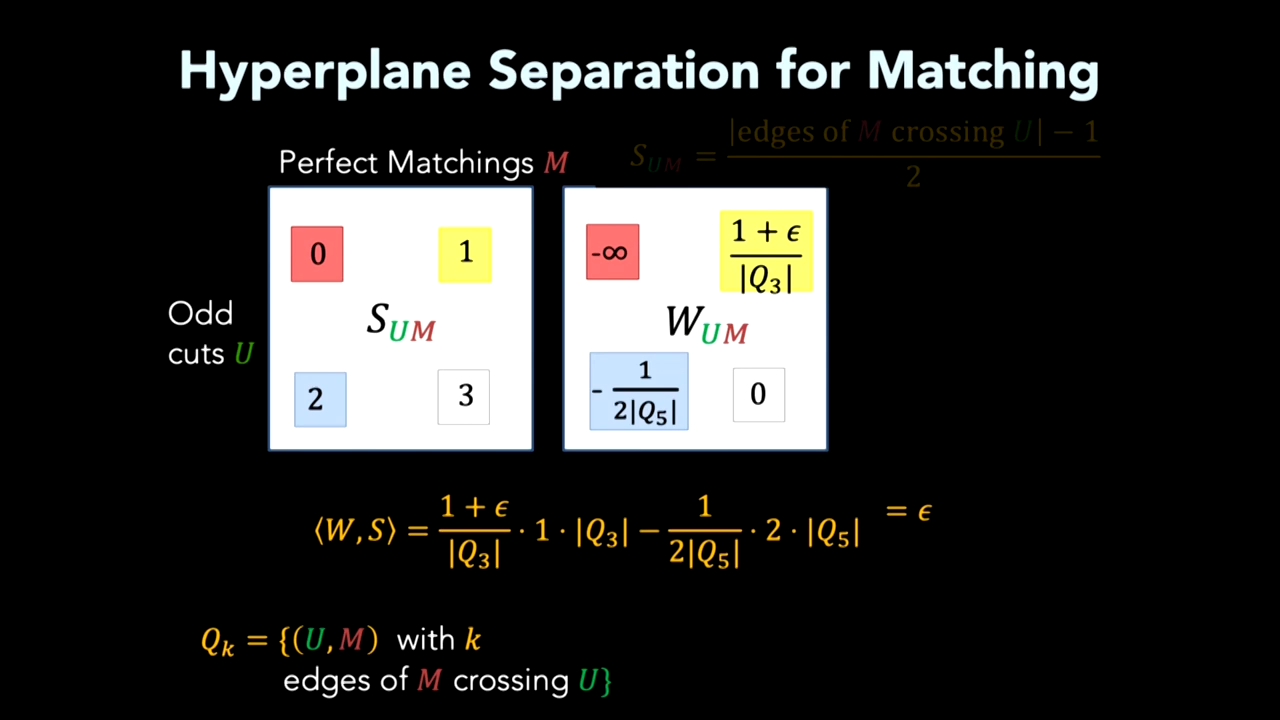 Hyperplane Separation for Matching
|edges of M crossing U| − 1
S_UM = 
2
Perfect Matchings M
0
1
-∞
1 + ϵ
|Q_3|
Odd
cuts U
S_UM
W_UM
2
3
- 1
2|Q_5|
0
⟨W, S⟩ = (1 + ϵ)/|Q_3| · 1 · |Q_3| − 1/(2|Q_5|) · 2 · |Q_5| = ϵ
Q_k = {(U, M) with k
edges of M crossing U}